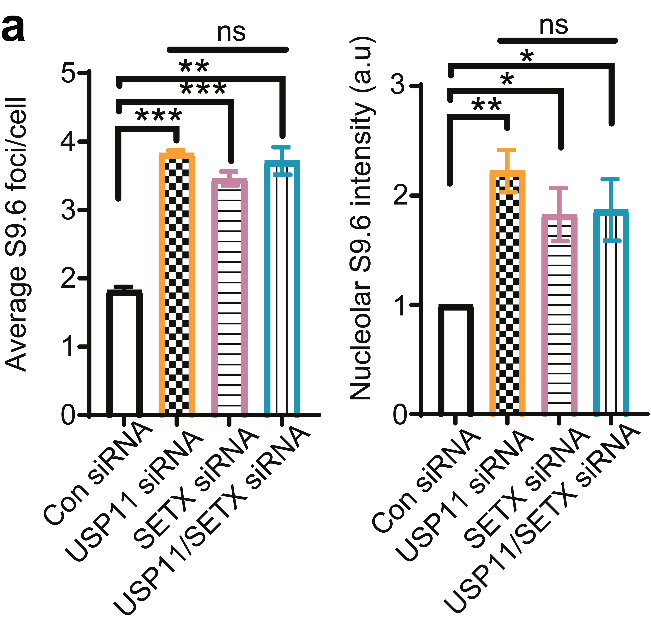 a
ns
**
***
***
5
4
3
2
1
0
Average S9.6 foci/cell
Con siRNA
USP11 siRNA
SETX siRNA
USP11/SETX siRNA
ns
*
*
**
3
2
1
0
Nucleolar S9.6 intensity (a.u)
Con siRNA
USP11 siRNA
SETX siRNA
USP11/SETX siRNA